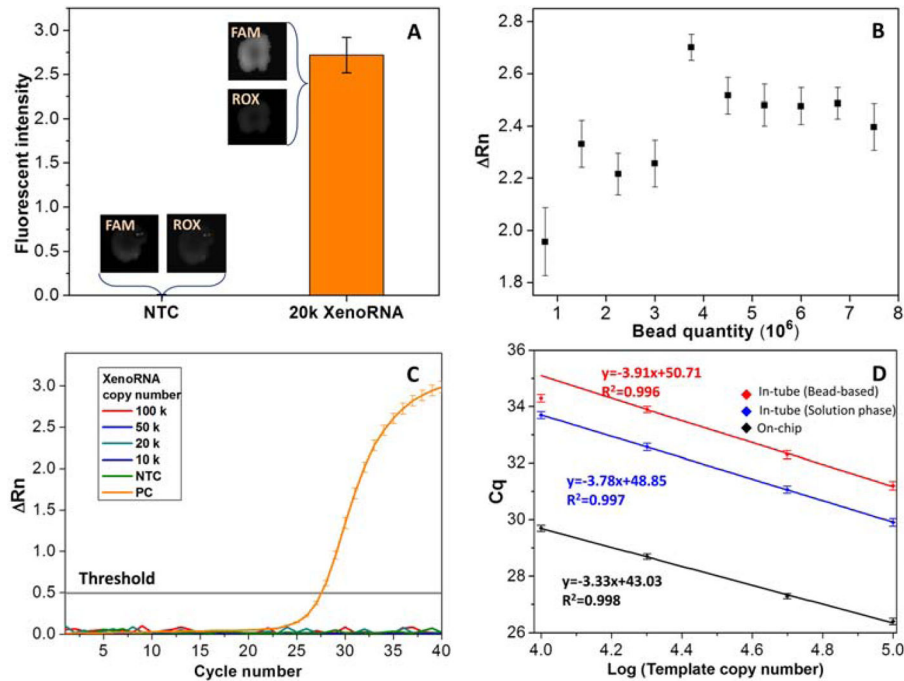 A
Fluorescent intensity
3.0
2.5
2.0
1.5
1.0
0.5
0.0
FAM
ROX
FAM
ROX
NTC
20k XenoRNA
B
ΔRn
2.8
2.6
2.4
2.2
2.0
1.8
1 2 3 4 5 6 7 8
Bead quantity (10⁶)
C
ΔRn
3.0
2.5
2.0
1.5
1.0
0.5
0.0
XenoRNA
copy number
100 k
50 k
20 k
10 k
NTC
PC
Threshold
5 10 15 20 25 30 35 40
Cycle number
D
Cq
36
34
32
30
28
26
y=-3.91x+50.71
R²=0.996
In-tube (Bead-based)
In-tube (Solution phase)
On-chip
y=-3.78x+48.85
R²=0.997
y=-3.33x+43.03
R²=0.998
4.0 4.2 4.4 4.6 4.8 5.0
Log (Template copy number)